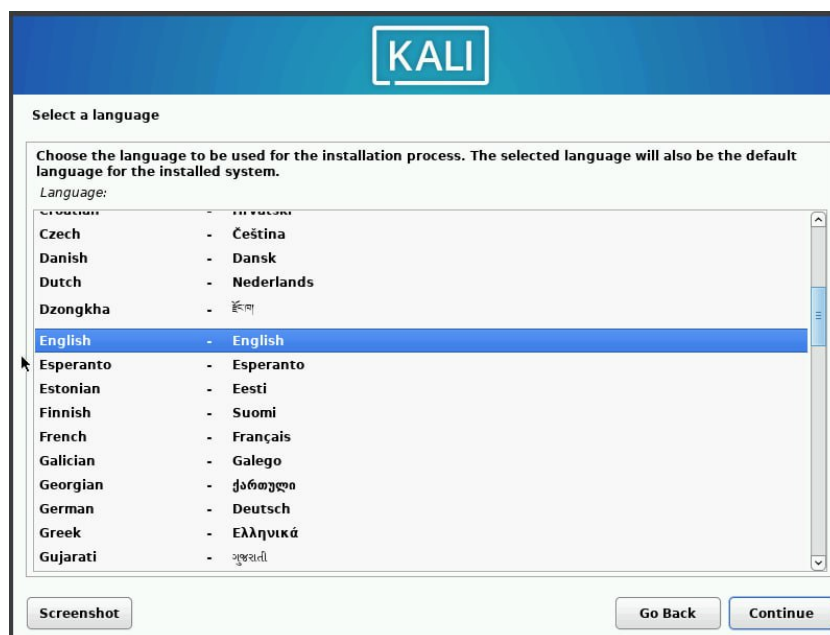 KALI
Select a language
Choose the language to be used for the installation process. The selected language will also be the default
language for the installed system.
Language:
Croatian - Hrvatski
Czech - Čeština
Danish - Dansk
Dutch - Nederlands
Dzongkha - རྫོང་ཁ།
English - English
Esperanto - Esperanto
Estonian - Eesti
Finnish - Suomi
French - Français
Galician - Galego
Georgian - ქართული
German - Deutsch
Greek - Ελληνικά
Gujarati - ગુજરાતી
Screenshot Go Back Continue